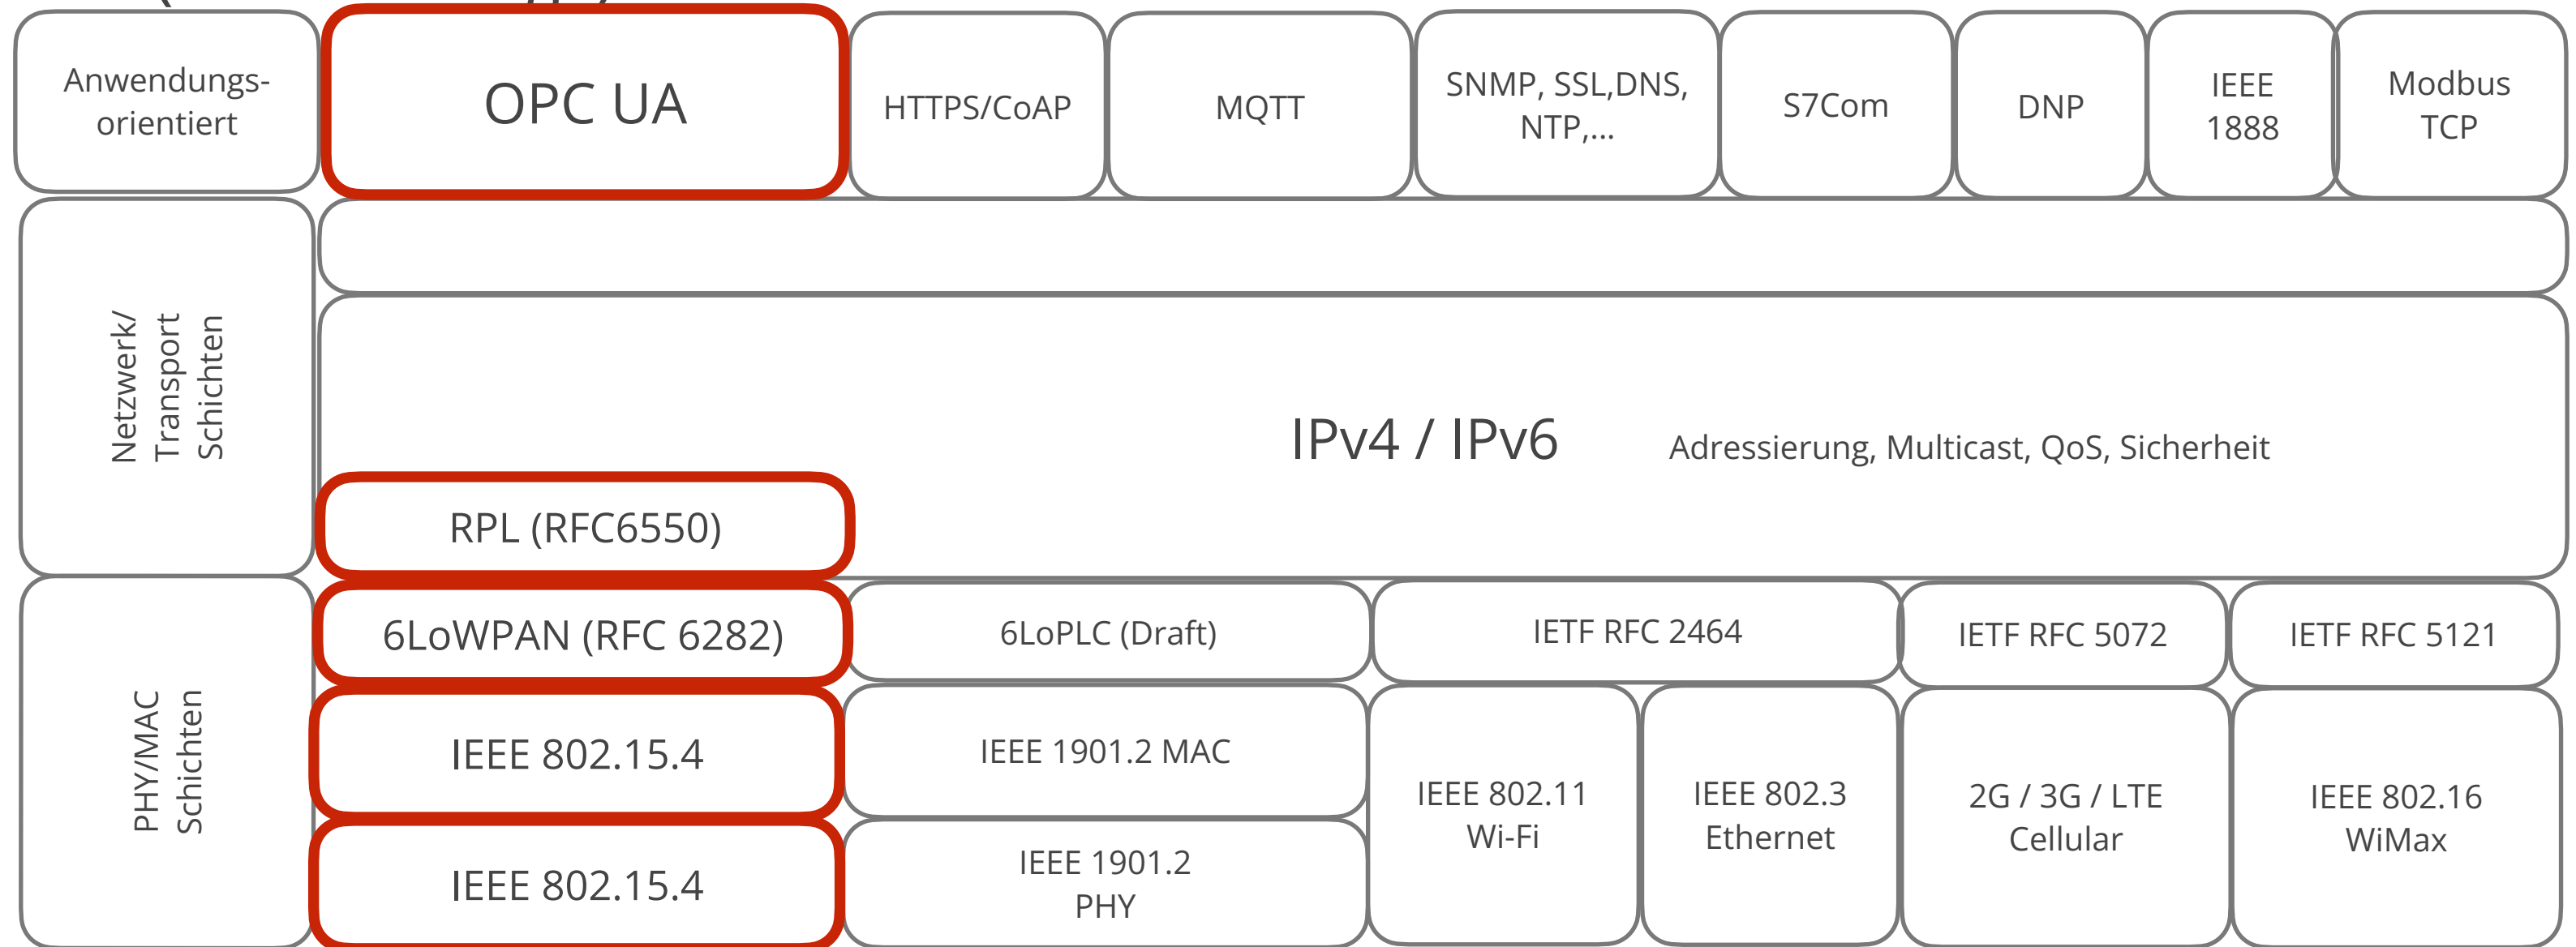 Anwendungs-
orientiert
OPC UA
HTTPS/CoAP
MQTT
SNMP, SSL,DNS,
NTP,...
S7Com
DNP
IEEE
1888
Modbus
TCP
Netzwerk/
Transport
Schichten
IPv4 / IPv6
Adressierung, Multicast, QoS, Sicherheit
RPL (RFC6550)
PHY/MAC
Schichten
6LoWPAN (RFC 6282)
6LoPLC (Draft)
IETF RFC 2464
IETF RFC 5072
IETF RFC 5121
IEEE 802.15.4
IEEE 1901.2 MAC
IEEE 802.11
Wi-Fi
IEEE 802.3
Ethernet
2G / 3G / LTE
Cellular
IEEE 802.16
WiMax
IEEE 802.15.4
IEEE 1901.2
PHY